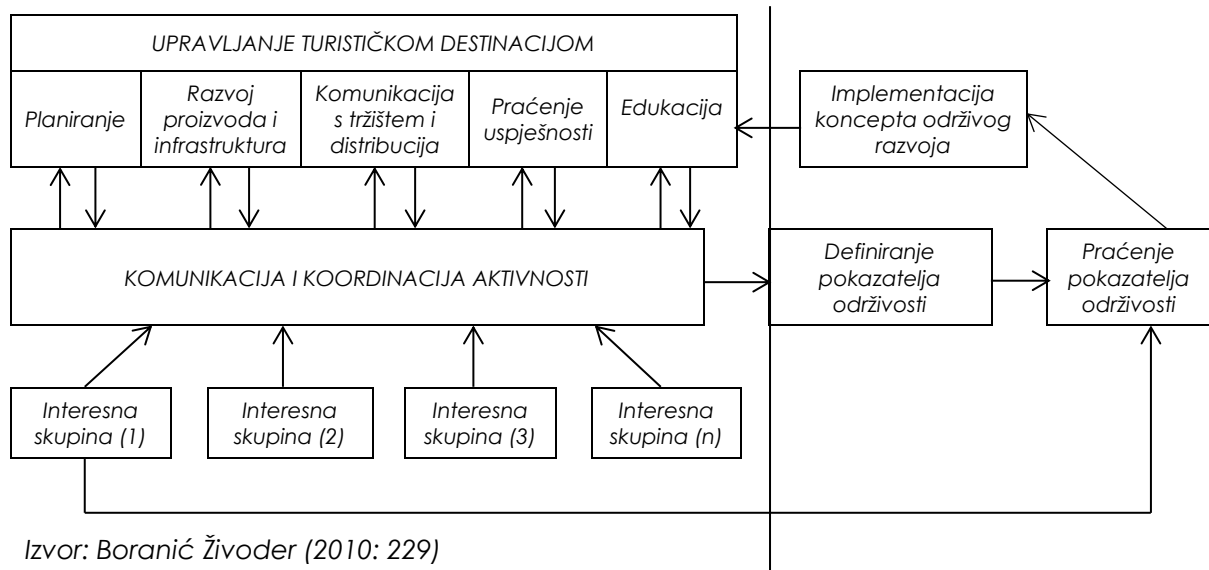 UPRAVLJANJE TURISTIČKOM DESTINACIJOM
Planiranje
Razvoj
proizvoda i
infrastruktura
Komunikacija
s tržištem i
distribucija
Praćenje
uspješnosti
Edukacija
Implementacija
koncepta održivog
razvoja
KOMUNIKACIJA I KOORDINACIJA AKTIVNOSTI
Definiranje
pokazatelja
održivosti
Praćenje
pokazatelja
održivosti
Interesna
skupina (1)
Interesna
skupina (2)
Interesna
skupina (3)
Interesna
skupina (n)
Izvor: Boranić Živoder (2010: 229)